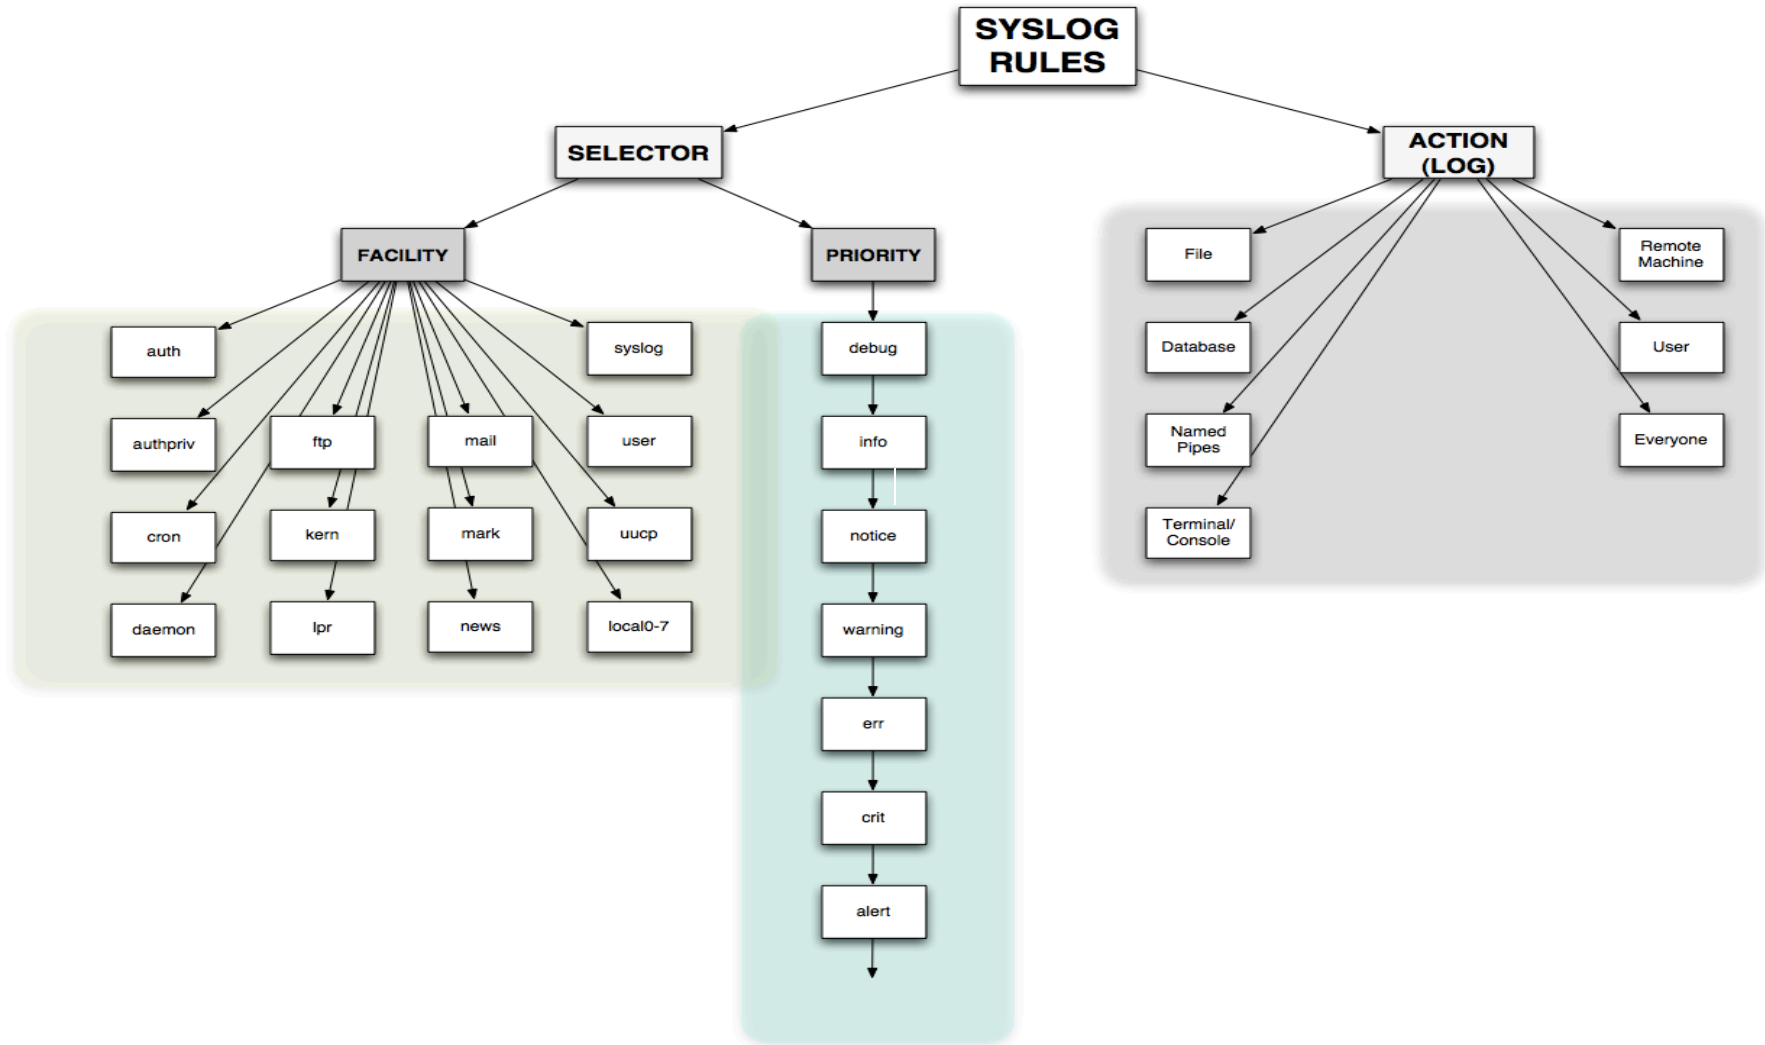 SYSLOG
RULES
SELECTOR
ACTION
(LOG)
FACILITY
PRIORITY
File
Remote
Machine
auth
syslog
debug
Database
User
authpriv
ftp
mail
user
info
Named
Pipes
Everyone
cron
kern
mark
uucp
notice
Terminal/
Console
daemon
lpr
news
local0-7
warning
err
crit
alert